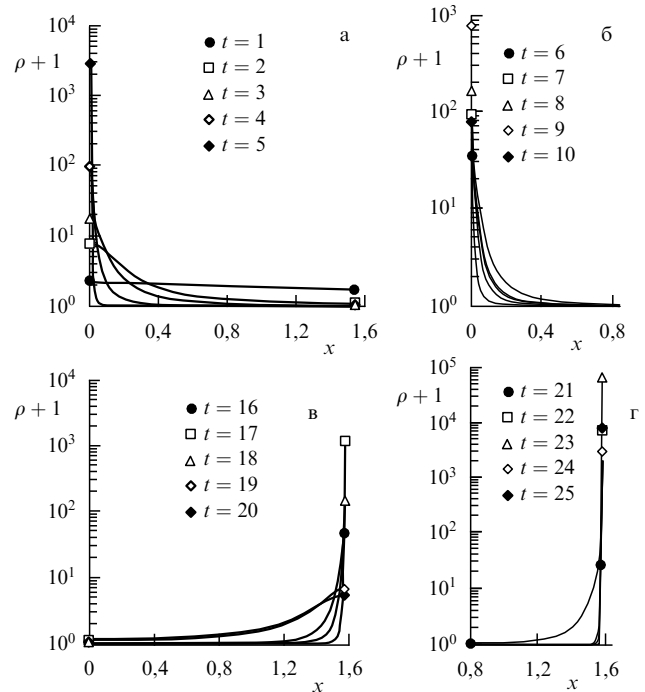 а
ρ + 1
10⁴
10³
10²
10¹
10⁰
t = 1
t = 2
t = 3
t = 4
t = 5
0 0,4 0,8 1,2 1,6
x
б
ρ + 1
10³
10²
10¹
10⁰
t = 6
t = 7
t = 8
t = 9
t = 10
0 0,4 0,8
x
в
ρ + 1
10⁴
10³
10²
10¹
10⁰
t = 16
t = 17
t = 18
t = 19
t = 20
0 0,4 0,8 1,2 1,6
x
г
ρ + 1
10⁵
10⁴
10³
10²
10¹
10⁰
t = 21
t = 22
t = 23
t = 24
t = 25
0,8 1,2 1,6
x